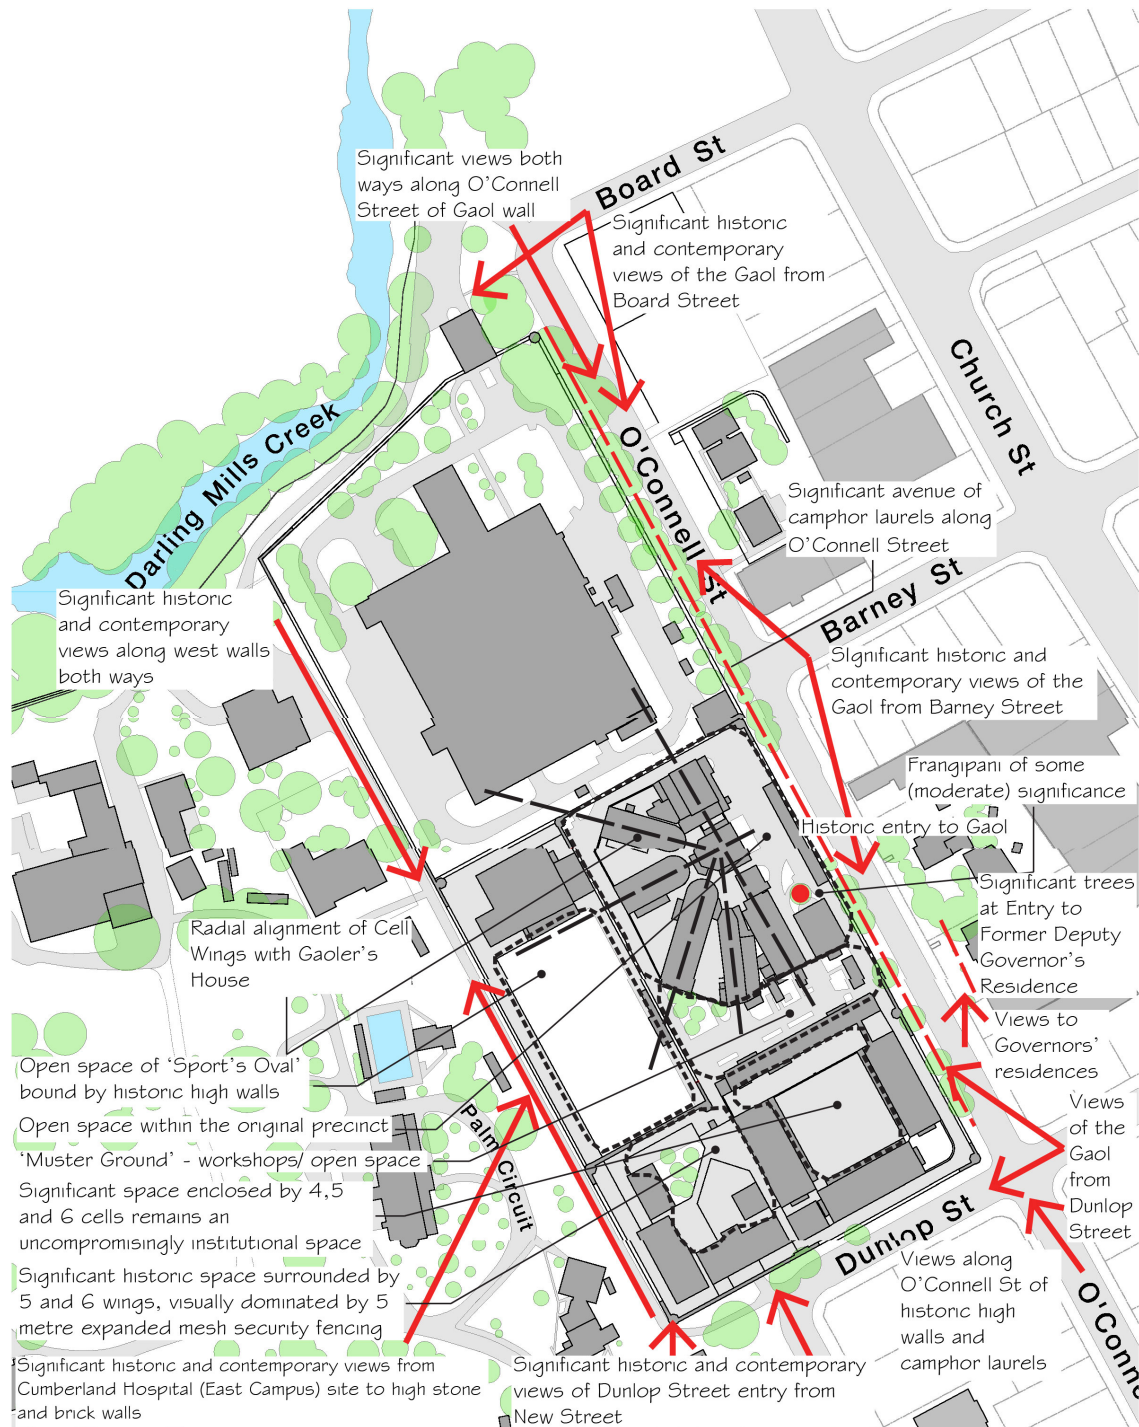 Significant views both
ways along O'Connell
Street of Gaol wall
Board St
Significant historic
and contemporary
views of the Gaol from
Board Street
Church St
Darling Mills Creek
O'Connell St
Significant avenue of
camphor laurels along
O'Connell Street
Barney St
Significant historic
and contemporary
views along west walls
both ways
Significant historic and
contemporary views of the
Gaol from Barney Street
Frangipani of some
(moderate) significance
Historic entry to Gaol
Significant trees
at Entry to
Former Deputy
Governor's
Residence
Radial alignment of Cell
Wings with Gaoler's
House
Views to
Governors'
residences
Open space of 'Sport's Oval'
bound by historic high walls
Open space within the original precinct
'Muster Ground' - workshops/ open space
Palm Circuit
Views
of the
Gaol
from
Dunlop
Street
Significant space enclosed by 4,5
and 6 cells remains an
uncompromisingly institutional space
Dunlop St
Significant historic space surrounded by
5 and 6 wings, visually dominated by 5
metre expanded mesh security fencing
Views along
O'Connell St of
historic high
walls and
camphor laurels
O'Conne
Significant historic and contemporary views from
Cumberland Hospital (East Campus) site to high stone
and brick walls
Significant historic and contemporary
views of Dunlop Street entry from
New Street